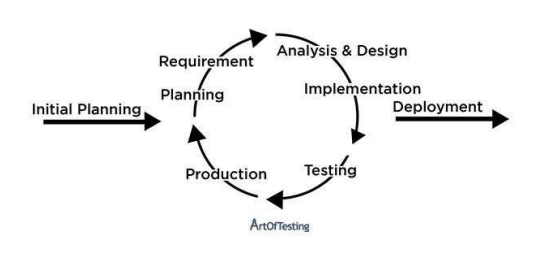 Initial Planning
Planning
Requirement
Analysis & Design
Implementation
Testing
Production
Deployment
ArtOfTesting